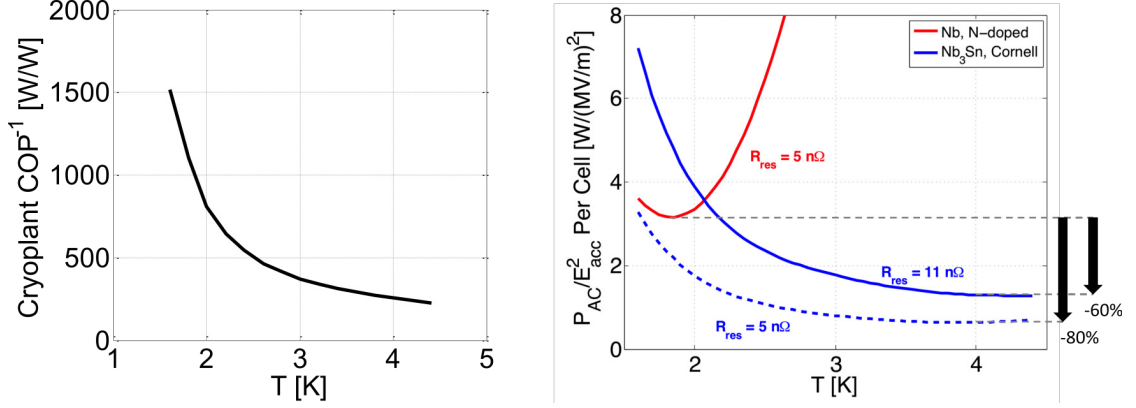 Cryoplant COP⁻¹ [W/W]
2000
1500
1000
500
0
1 2 3 4 5
T [K]
P_AC/E²_acc Per Cell [W/(MV/m)²]
8
6
4
2
0
2 3 4
T [K]
Nb, N-doped
Nb₃Sn, Cornell
R_res = 5 nΩ
R_res = 11 nΩ
R_res = 5 nΩ
-60%
-80%